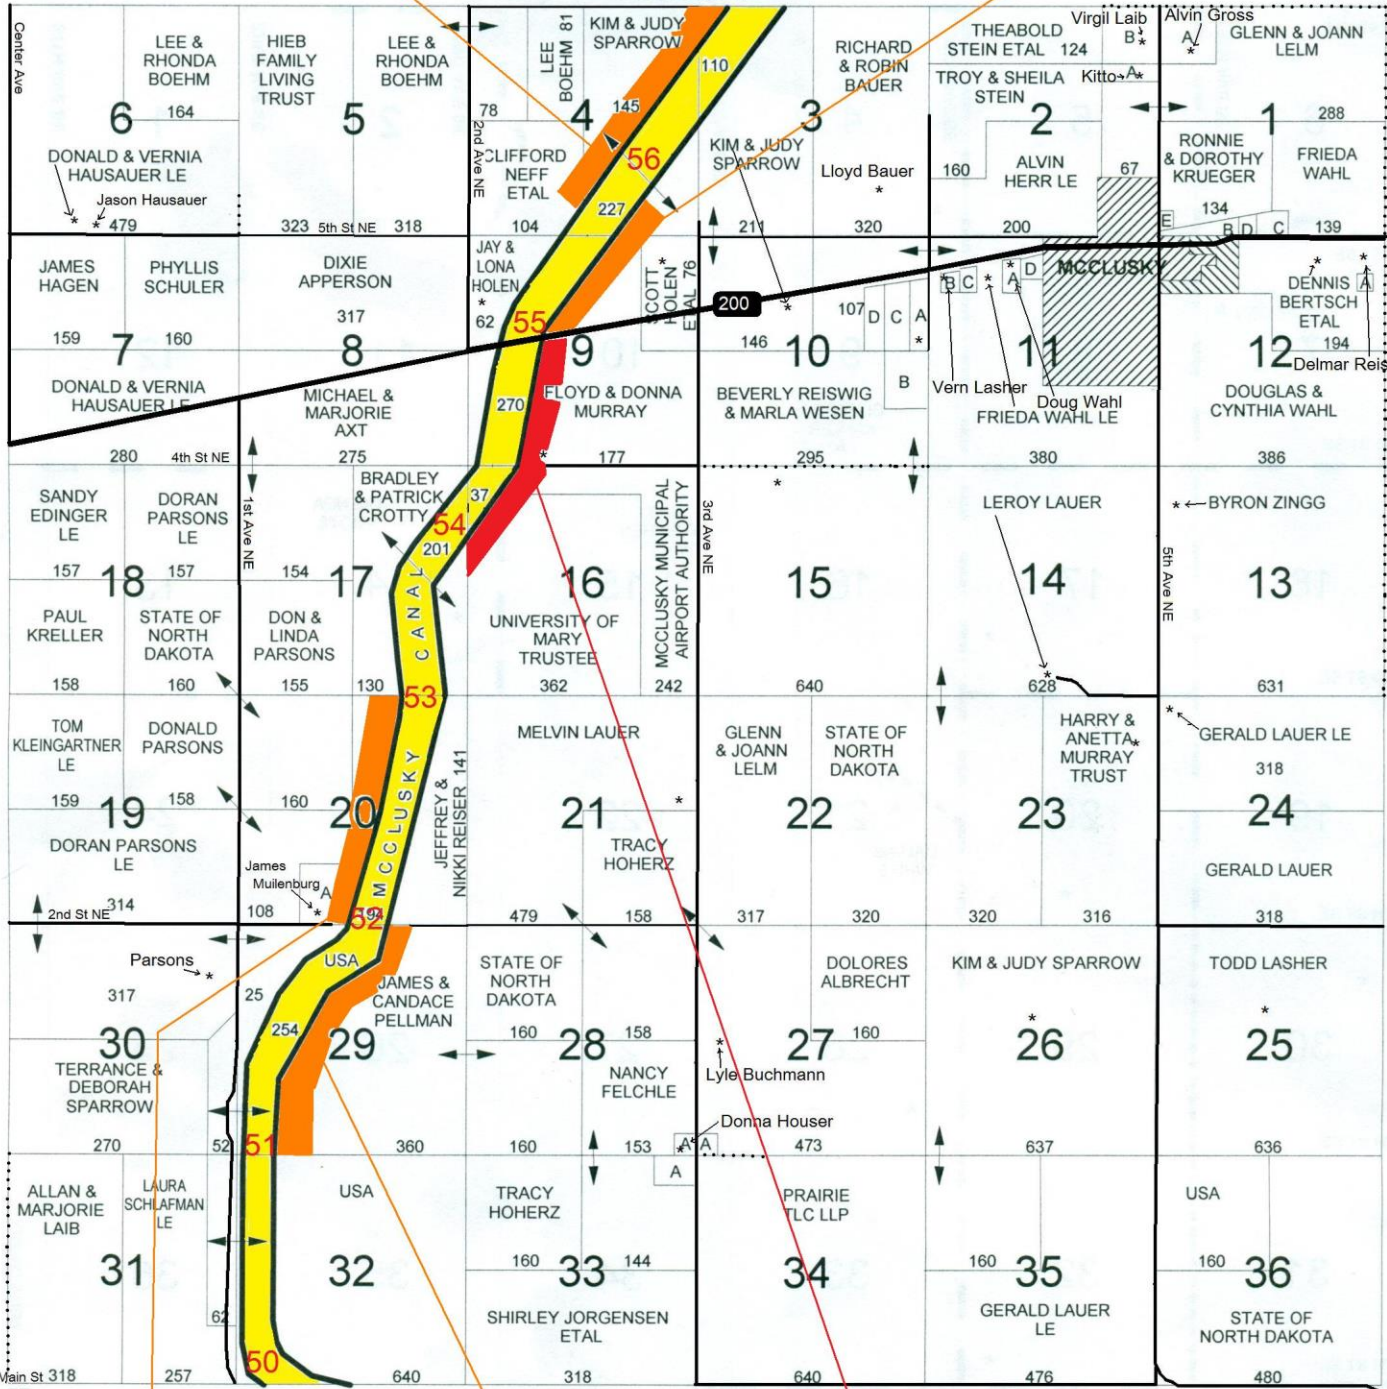 Center Ave
LEE &
RHONDA
BOEHM
164
6
DONALD & VERNIA
HAUSAUER LE
Jason Hausauer
479
HIEB
FAMILY
LIVING
TRUST
LEE &
RHONDA
BOEHM
5
323
5th St NE
318
LEE
BOEHM 81
KIM & JUDY
SPARROW
110
145
78
4
2nd Ave NE
CLIFFORD
NEFF
ETAL
56
227
104
RICHARD
& ROBIN
BAUER
3
KIM & JUDY
SPARROW
Lloyd Bauer
211
320
THEABOLD
STEIN ETAL 124
Virgil Laib
B
TROY & SHEILA
STEIN
Kitto
A
2
160
ALVIN
HERR LE
67
200
Alvin Gross
A
GLENN & JOANN
LELM
1
288
RONNIE
& DOROTHY
KRUEGER
FRIEDA
WAHL
134
E
B
D
C
139
JAMES
HAGEN
PHYLLIS
SCHULER
159
160
7
DONALD & VERNIA
HAUSAUER LE
280
4th St NE
DIXIE
APPERSON
317
8
MICHAEL &
MARJORIE
AXT
275
JAY &
LONA
HOLEN
62
55
SCOTT
HOLEN
ETAL 76
9
270
FLOYD & DONNA
MURRAY
177
200
107
D
C
A
B
146
10
BEVERLY REISWIG
& MARLA WESEN
295
B
C
A
D
MCCLUSKY
11
Vern Lasher
Doug Wahl
FRIEDA WAHL LE
380
DENNIS
BERTSCH
ETAL
A
194
12
Delmar Reis
DOUGLAS &
CYNTHIA WAHL
386
SANDY
EDINGER
LE
DORAN
PARSONS
LE
157
18
157
PAUL
KRELLER
STATE OF
NORTH
DAKOTA
158
160
1st Ave NE
BRADLEY
& PATRICK
CROTTY
37
54
201
154
17
DON &
LINDA
PARSONS
155
130
CANAL
53
16
UNIVERSITY OF
MARY
TRUSTEE
362
MCCLUSKY MUNICIPAL
AIRPORT AUTHORITY
242
3rd Ave NE
15
640
LEROY LAUER
14
628
BYRON ZINGG
5th Ave NE
13
631
TOM
KLEINGARTNER
LE
DONALD
PARSONS
159
158
19
DORAN PARSONS
LE
314
2nd St NE
160
20
MCCLUSKY
James
Muilenburg
A
108
52
JEFFREY &
NIKKI REISER 141
MELVIN LAUER
21
TRACY
HOHERZ
479
158
GLENN
& JOANN
LELM
STATE OF
NORTH
DAKOTA
22
317
320
HARRY &
ANETTA
MURRAY
TRUST
23
320
316
GERALD LAUER LE
318
24
GERALD LAUER
318
Parsons
317
30
TERRANCE &
DEBORAH
SPARROW
270
52
USA
25
254
JAMES &
CANDACE
PELLMAN
29
51
360
STATE OF
NORTH
DAKOTA
160
28
158
NANCY
FELCHLE
160
153
DOLORES
ALBRECHT
27
160
Lyle Buchmann
Donna Houser
A
A
A
473
KIM & JUDY SPARROW
26
637
TODD LASHER
25
636
ALLAN &
MARJORIE
LAIB
LAURA
SCHLAFMAN
LE
31
62
Main St
318
257
USA
32
50
640
TRACY
HOHERZ
160
33
144
SHIRLEY JORGENSEN
ETAL
318
PRAIRIE
TLC LLP
34
640
160
35
GERALD LAUER
LE
476
USA
160
36
STATE OF
NORTH DAKOTA
480